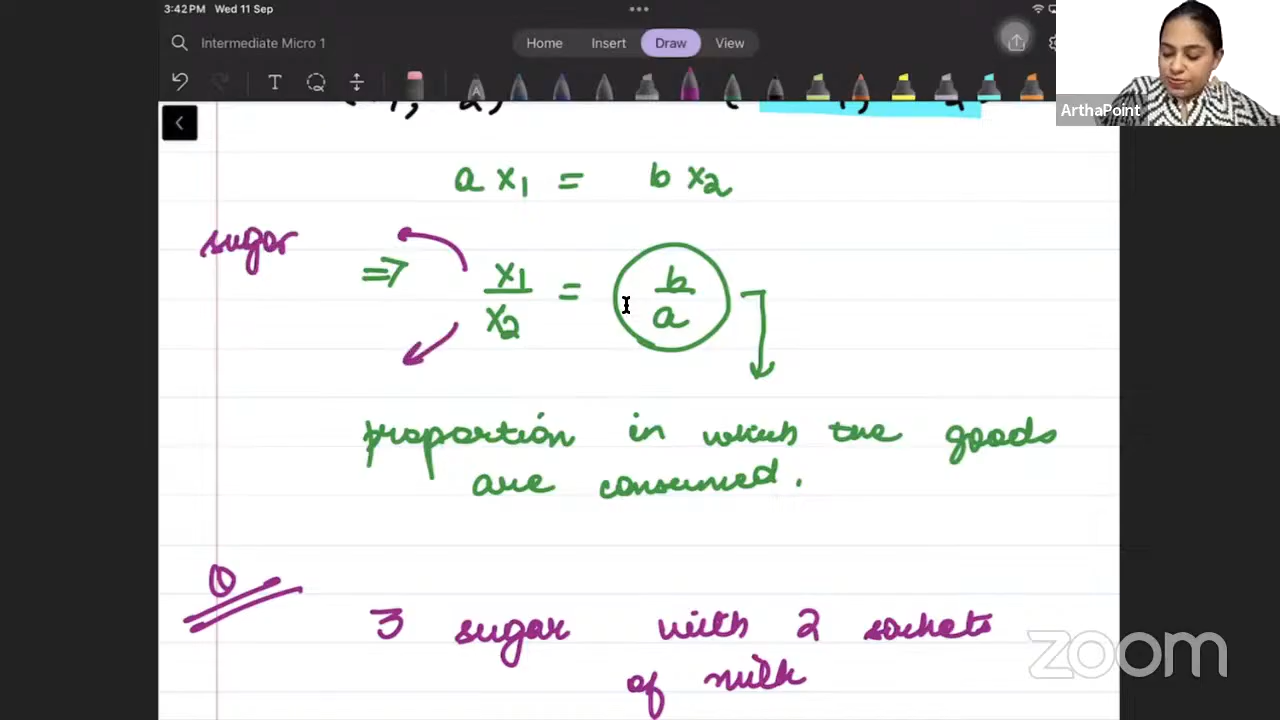 3:42 PM Wed 11 Sep
Intermediate Micro 1
Home Insert Draw View
ArthaPoint
a x1 = b x2
sugar
⇒ x1/x2 = b/a
proportion in which the goods
are consumed.
Q
3 sugar with 2 sachets
of milk
zoom